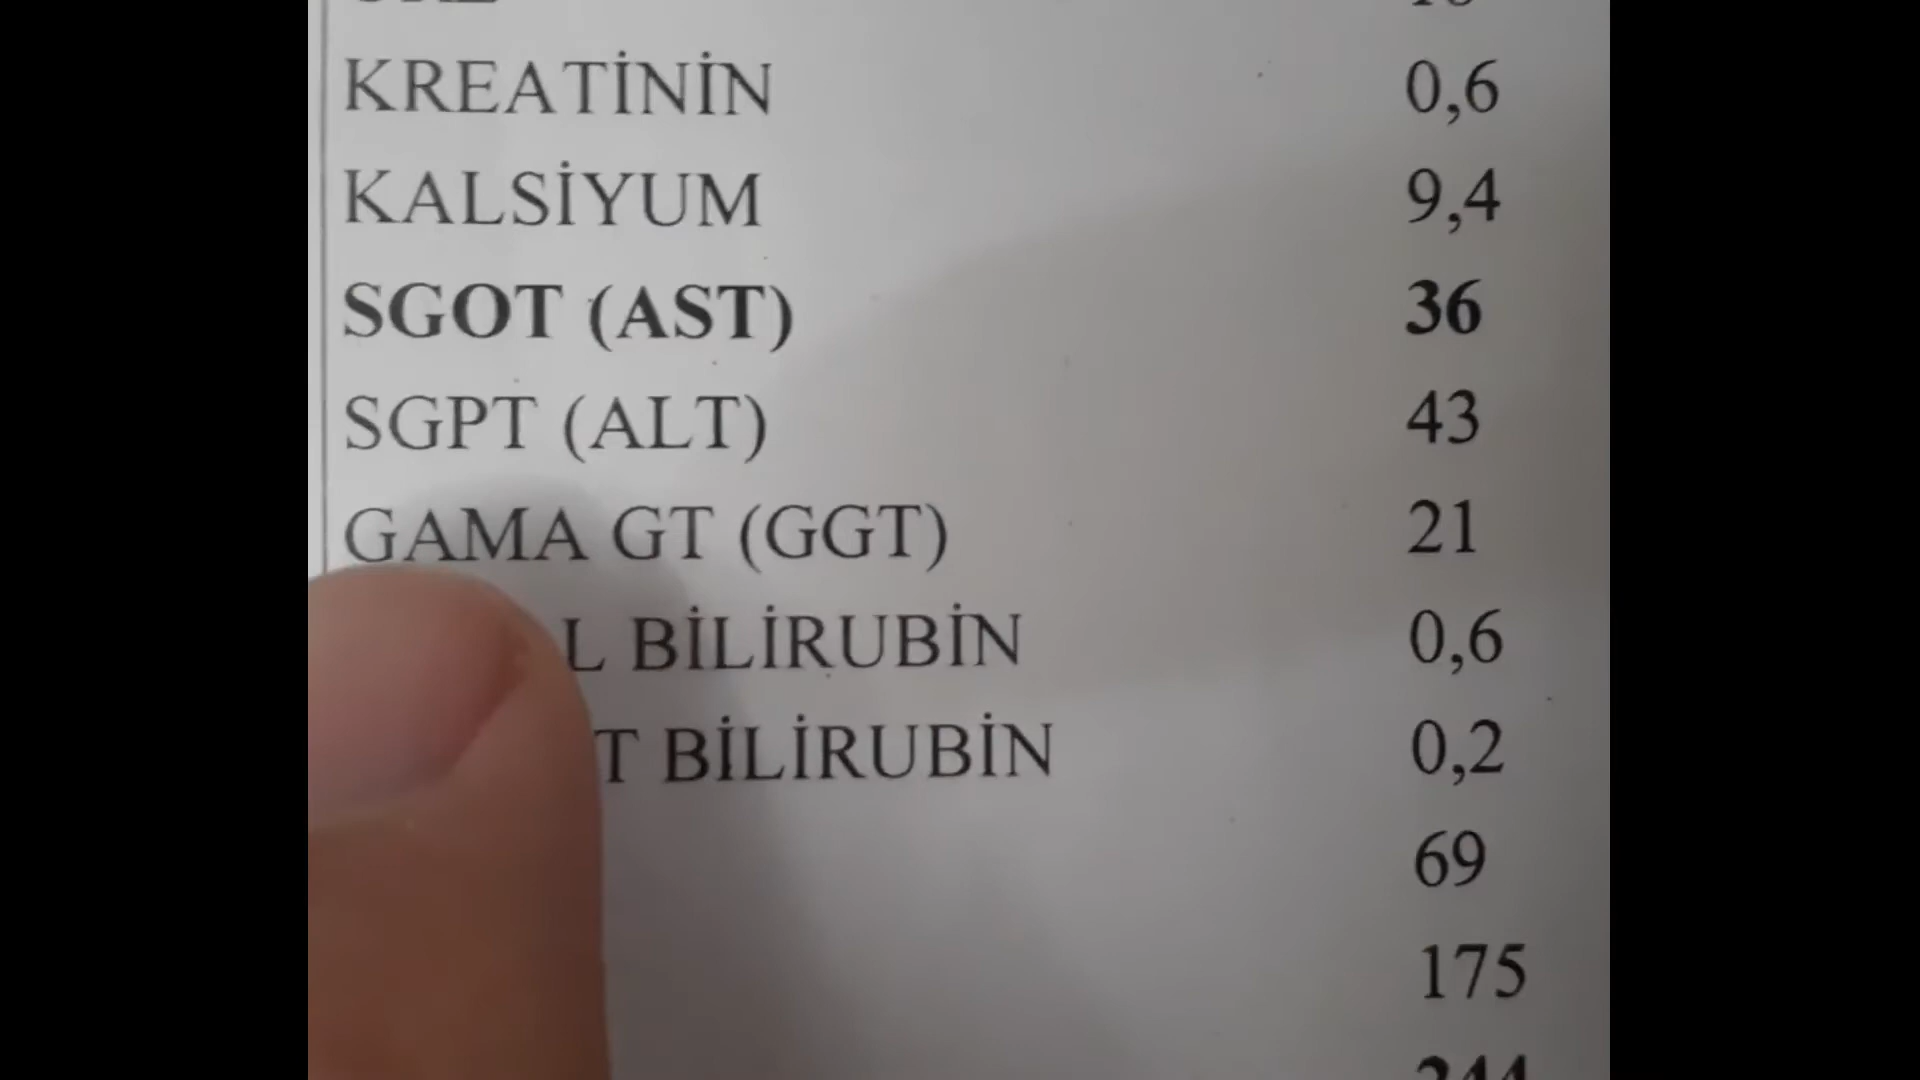 KREATİNİN 0,6
KALSİYUM 9,4
SGOT (AST) 36
SGPT (ALT) 43
GAMA GT (GGT) 21
L BİLİRUBİN 0,6
T BİLİRUBİN 0,2
69
175